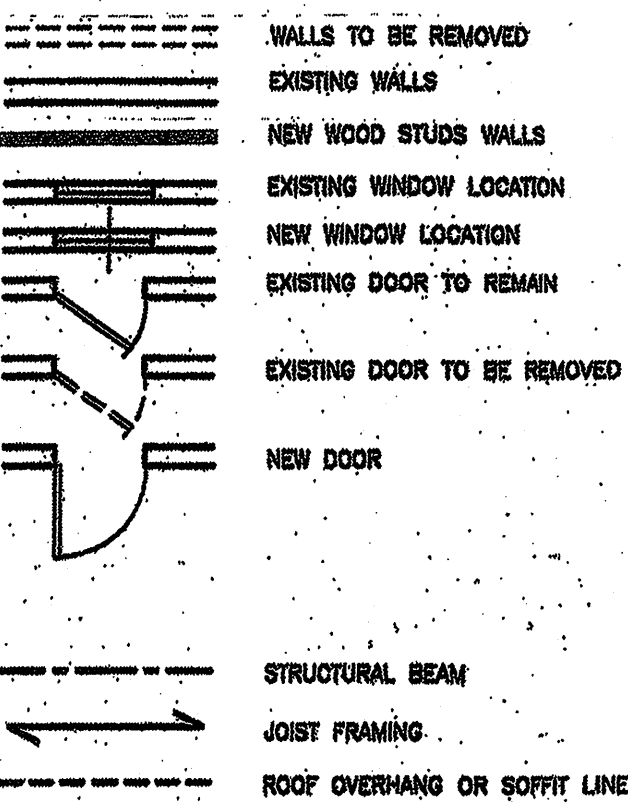 WALLS TO BE REMOVED
EXISTING WALLS
NEW WOOD STUDS WALLS
EXISTING WINDOW LOCATION
NEW WINDOW LOCATION
EXISTING DOOR TO REMAIN
EXISTING DOOR TO BE REMOVED
NEW DOOR
STRUCTURAL BEAM
JOIST FRAMING
ROOF OVERHANG OR SOFFIT LINE